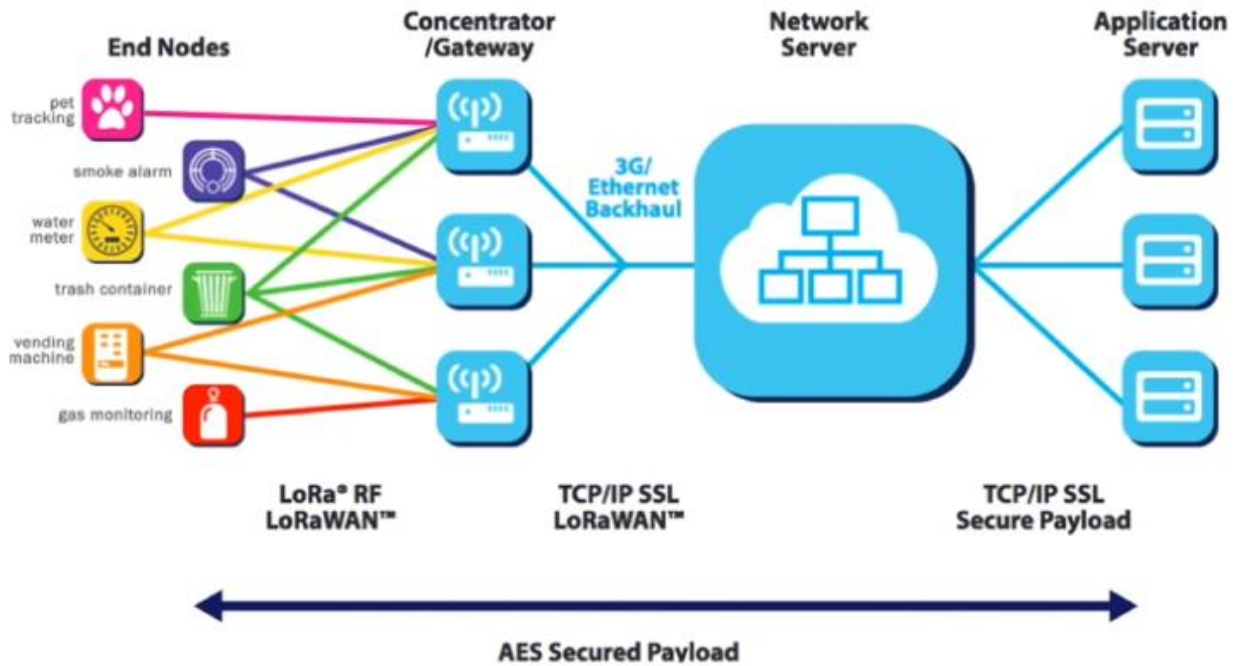 End Nodes
Concentrator
/Gateway
Network
Server
Application
Server
pet
tracking
smoke alarm
water
meter
trash container
vending
machine
gas monitoring
3G/
Ethernet
Backhaul
LoRa® RF
LoRaWAN™
TCP/IP SSL
LoRaWAN™
TCP/IP SSL
Secure Payload
AES Secured Payload